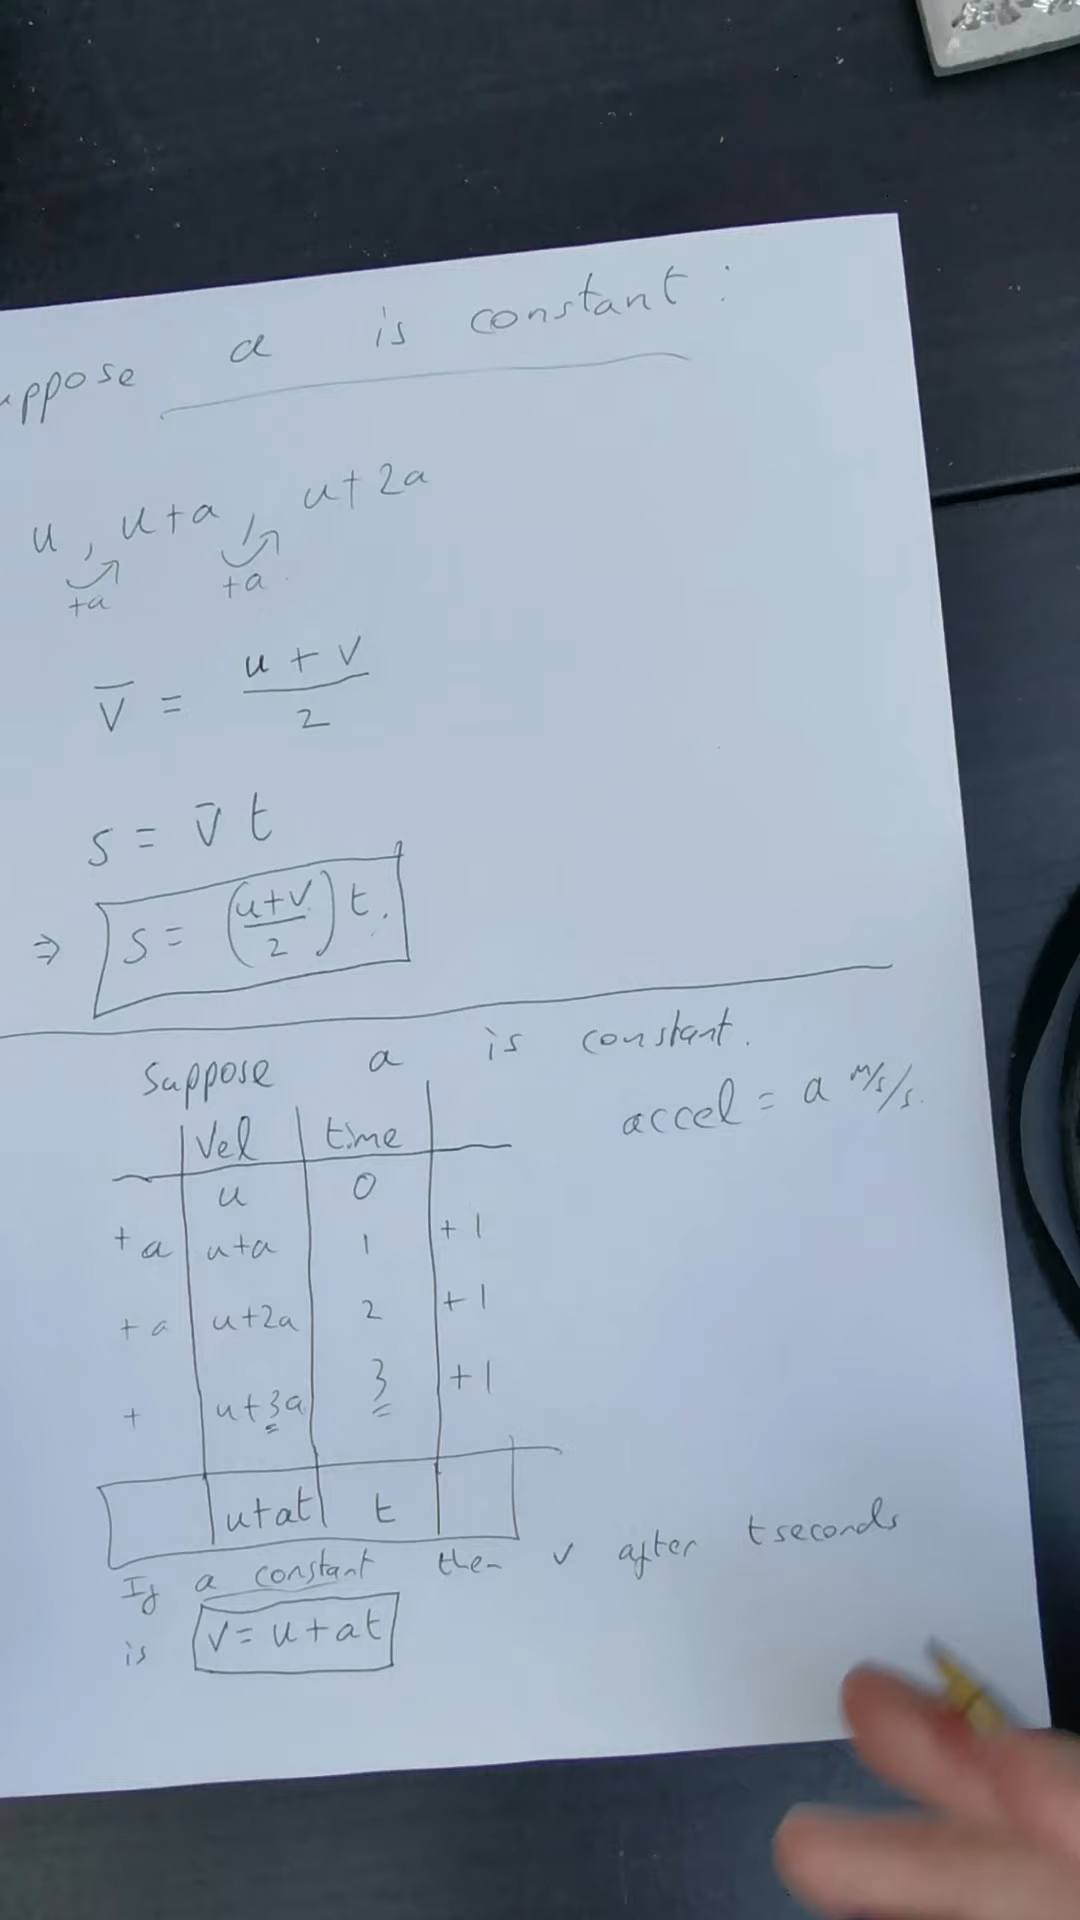 a is constant:
u, u+a, u+2a
+a +a
v̄ = u + v / 2
s = v̄ t
⇒ s = (u+v / 2) t.
Suppose a is constant.
accel = a m/s/s.
Vel time
u 0
+a u+a 1 +1
+a u+2a 2 +1
+ u+3a 3 +1
u+at t
If a constant then v after t seconds
is v = u + at